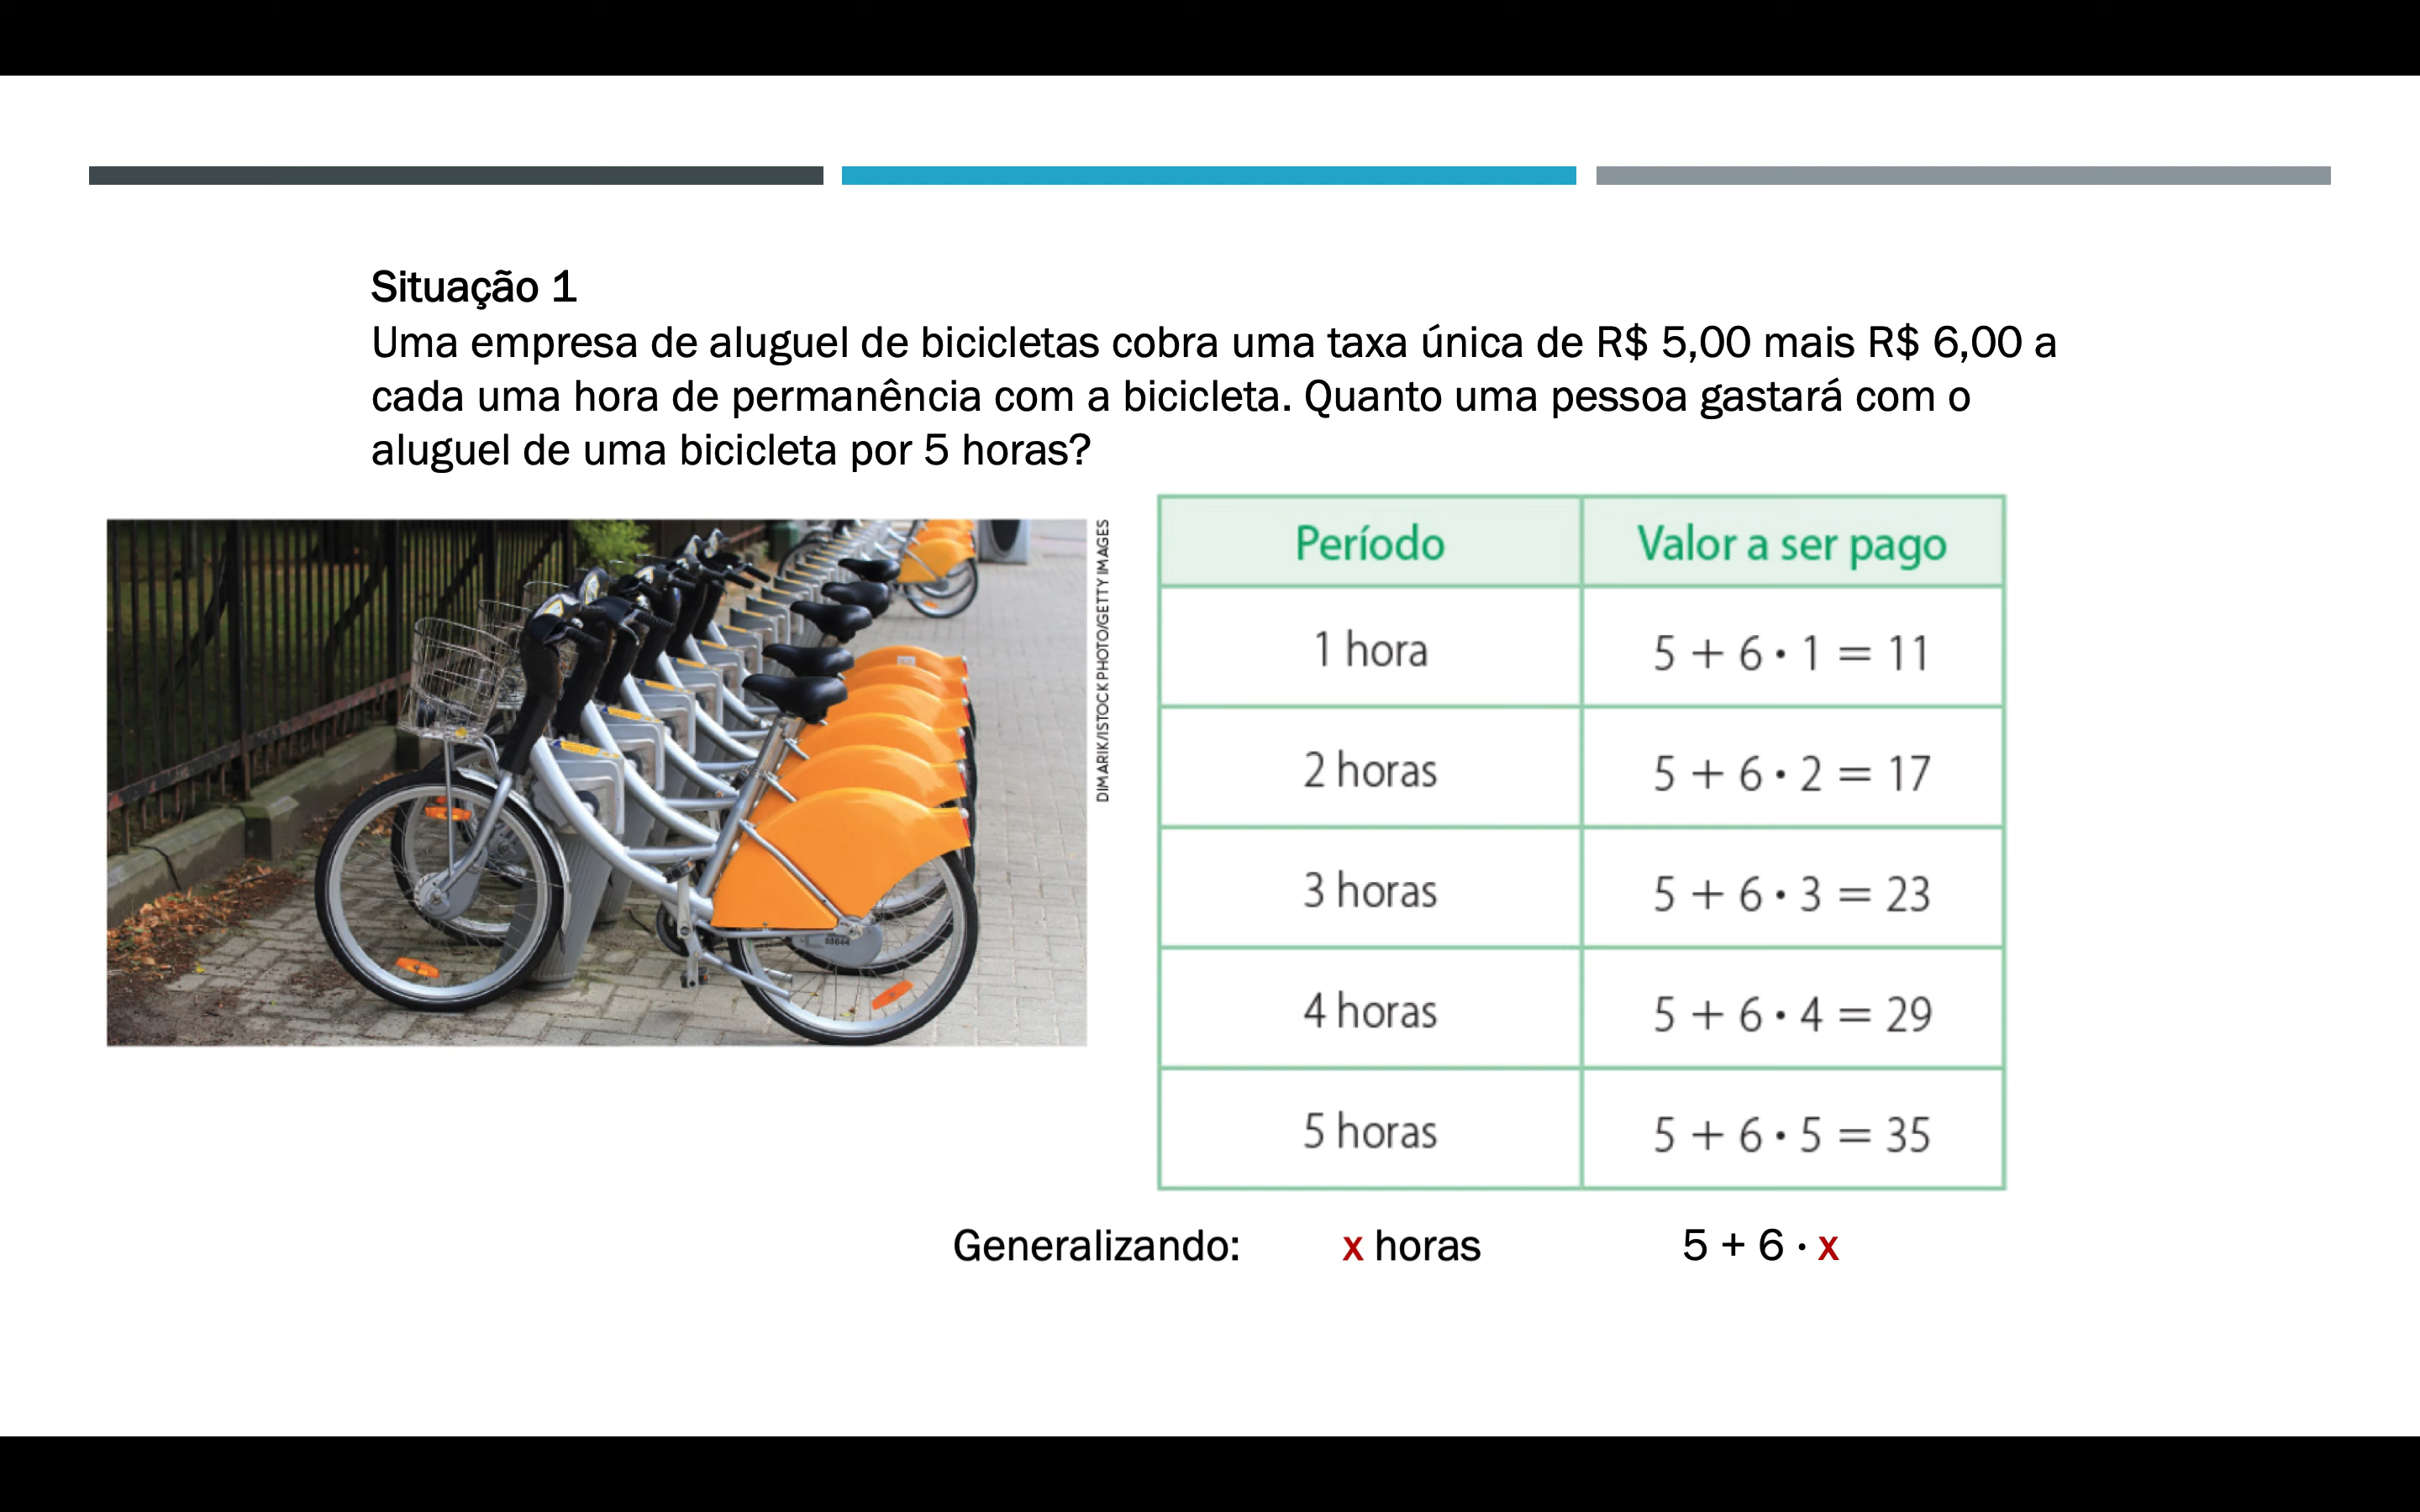 Situação 1
Uma empresa de aluguel de bicicletas cobra uma taxa única de R$ 5,00 mais R$ 6,00 a
cada uma hora de permanência com a bicicleta. Quanto uma pessoa gastará com o
aluguel de uma bicicleta por 5 horas?
DIMARIK/ISTOCK PHOTO/GETTY IMAGES
Período Valor a ser pago
1 hora 5 + 6 • 1 = 11
2 horas 5 + 6 • 2 = 17
3 horas 5 + 6 • 3 = 23
4 horas 5 + 6 • 4 = 29
5 horas 5 + 6 • 5 = 35
Generalizando: x horas 5 + 6 · x